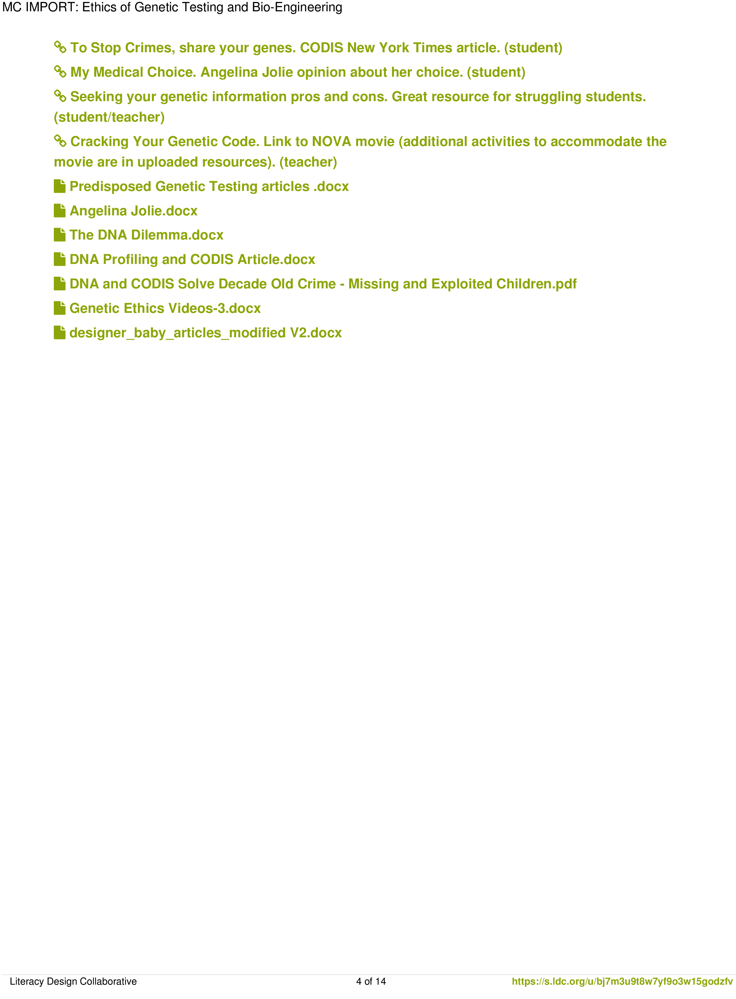 MC IMPORT: Ethics of Genetic Testing and Bio-Engineering
To Stop Crimes, share your genes. CODIS New York Times article. (student)
My Medical Choice. Angelina Jolie opinion about her choice. (student)
Seeking your genetic information pros and cons. Great resource for struggling students.
(student/teacher)
Cracking Your Genetic Code. Link to NOVA movie (additional activities to accommodate the
movie are in uploaded resources). (teacher)
Predisposed Genetic Testing articles .docx
Angelina Jolie.docx
The DNA Dilemma.docx
DNA Profiling and CODIS Article.docx
DNA and CODIS Solve Decade Old Crime - Missing and Exploited Children.pdf
Genetic Ethics Videos-3.docx
designer_baby_articles_modified V2.docx
Literacy Design Collaborative 4 of 14 https://s.ldc.org/u/bj7m3u9t8w7yf9o3w15godzfv